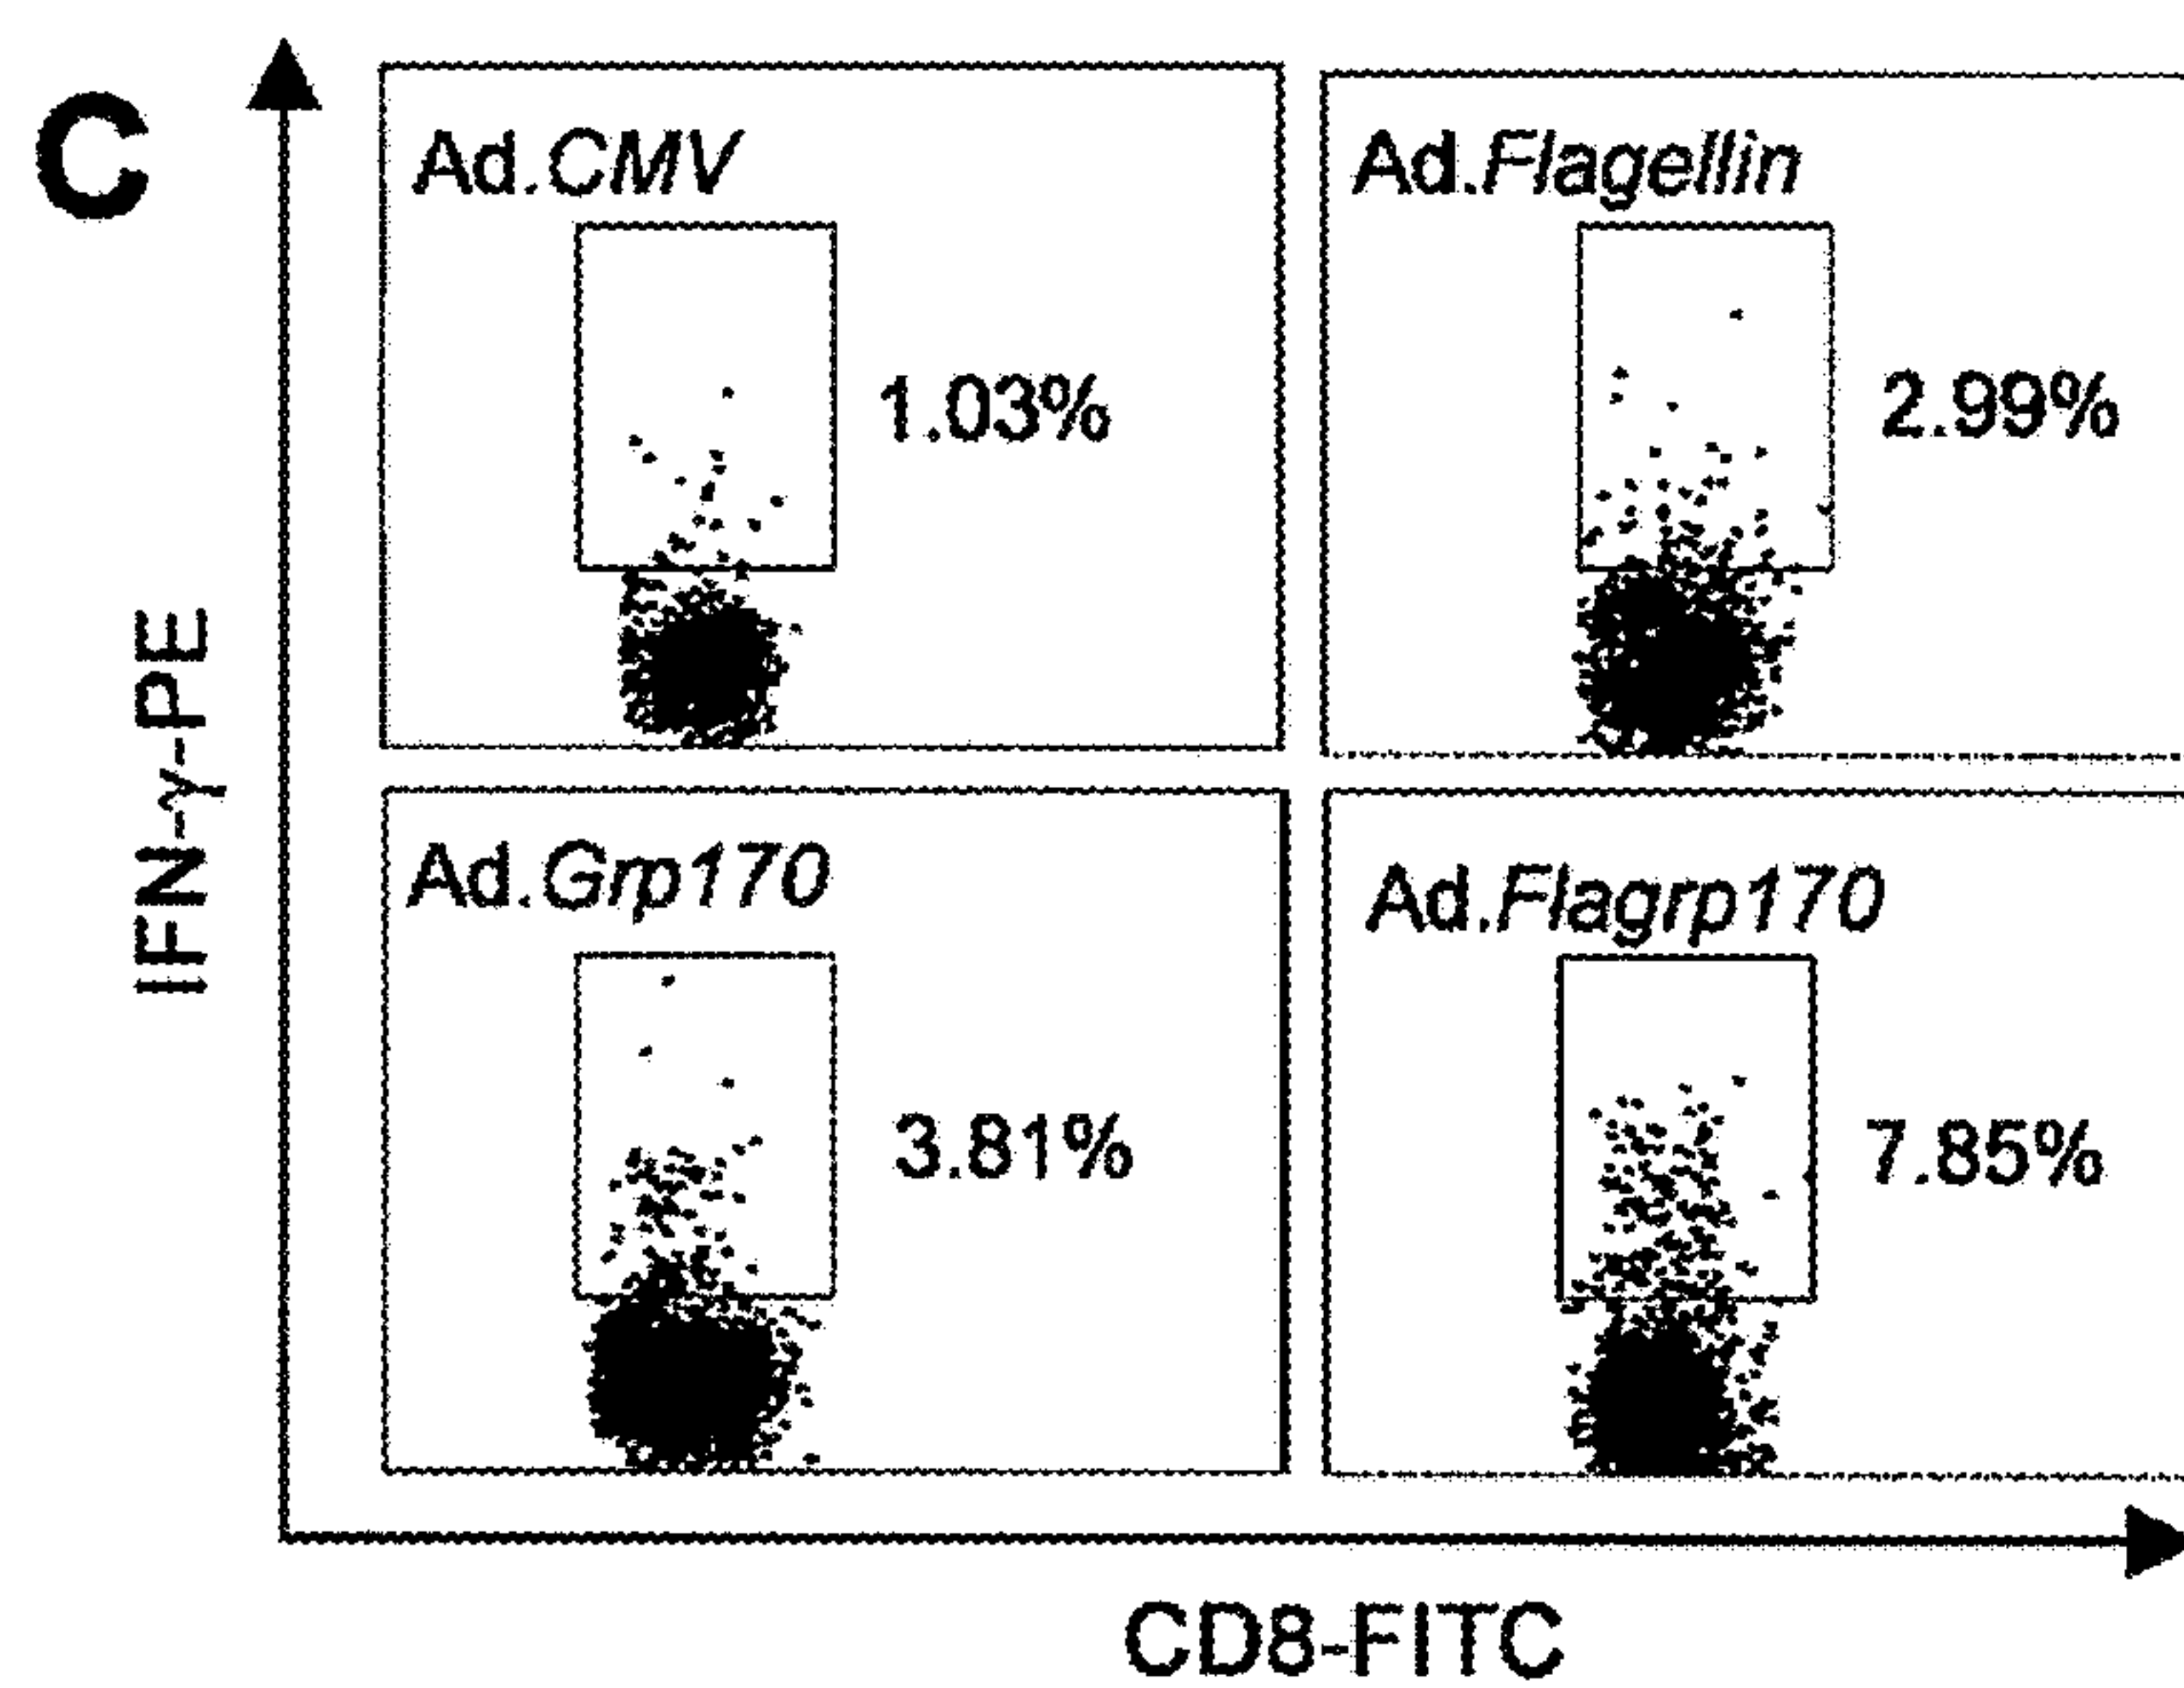 C
Ad.CMV
1.03%
Ad.Flagellin
2.99%
Ad.Grp170
3.81%
Ad.Flagrp170
7.85%
IFN-γ-PE
CD8-FITC